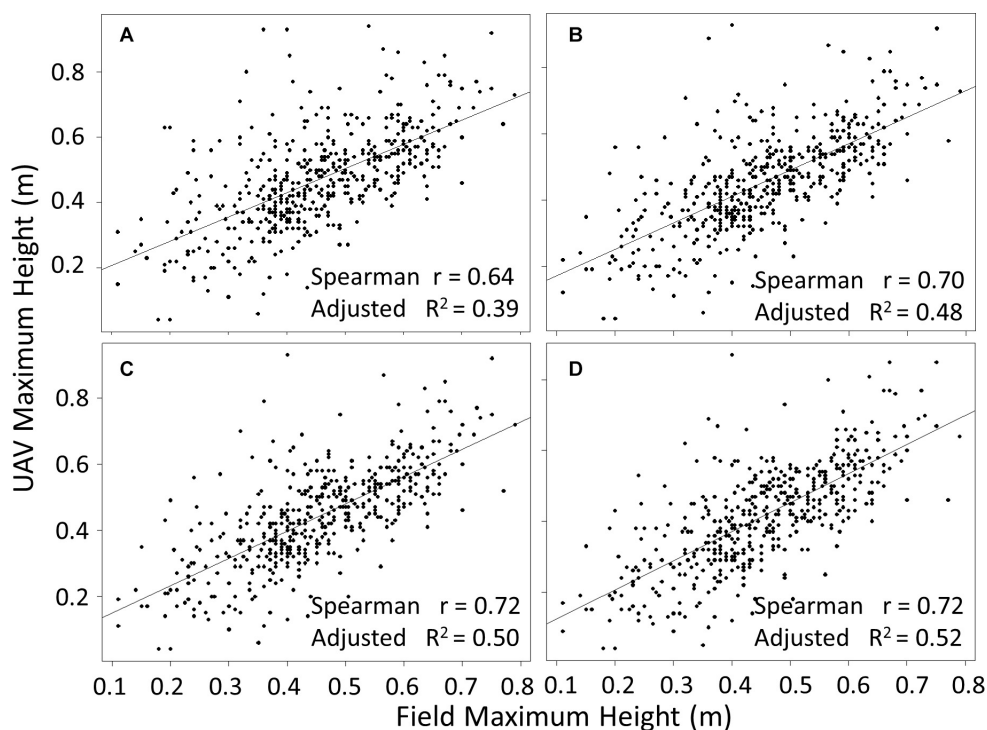 A
B
0.8
0.6
0.4
0.2
Spearman r = 0.64
Adjusted R² = 0.39
Spearman r = 0.70
Adjusted R² = 0.48
UAV Maximum Height (m)
C
D
0.8
0.6
0.4
0.2
Spearman r = 0.72
Adjusted R² = 0.50
Spearman r = 0.72
Adjusted R² = 0.52
0.1 0.2 0.3 0.4 0.5 0.6 0.7 0.8
0.1 0.2 0.3 0.4 0.5 0.6 0.7 0.8
Field Maximum Height (m)